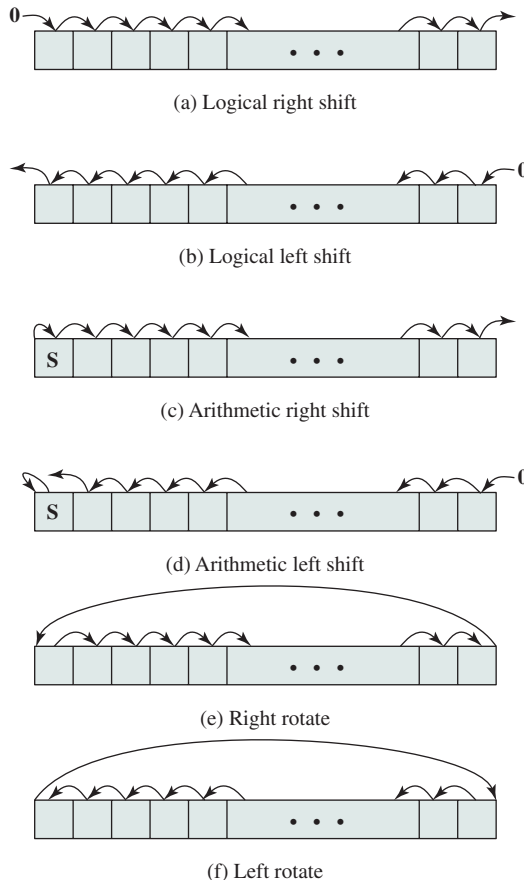 0
• • •
(a) Logical right shift
0
• • •
(b) Logical left shift
S
• • •
(c) Arithmetic right shift
0
S
• • •
(d) Arithmetic left shift
• • •
(e) Right rotate
• • •
(f) Left rotate